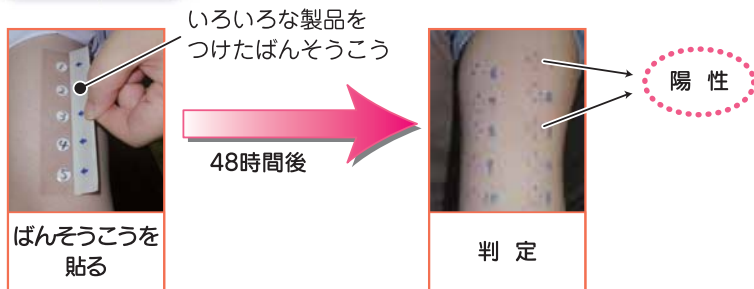 いろいろな製品を
つけたばんそうこう
48時間後
陽性
ばんそうこうを
貼る
判定